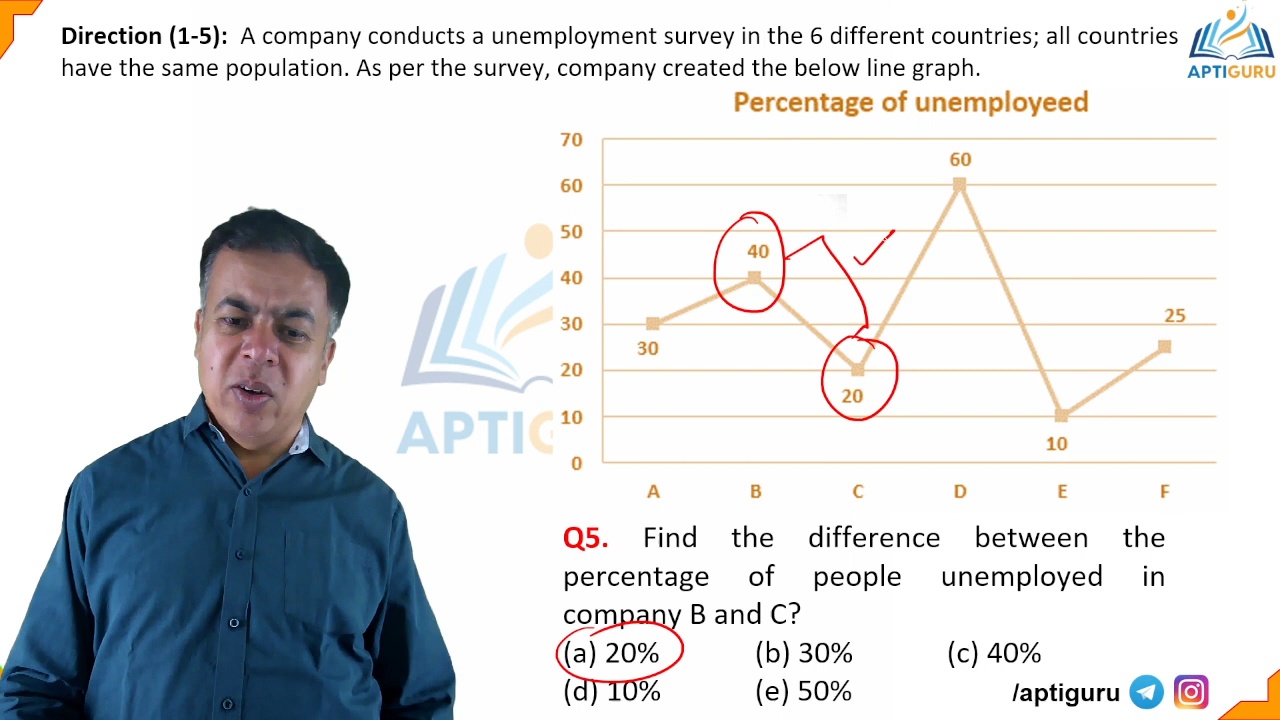 Direction (1-5): A company conducts a unemployment survey in the 6 different countries; all countries
have the same population. As per the survey, company created the below line graph.
APTIGURU
Percentage of unemployeed
70
60
50
40
30
20
10
0
30
40
20
60
10
25
A B C D E F
APTIG
Q5. Find the difference between the
percentage of people unemployed in
company B and C?
(a) 20% (b) 30% (c) 40%
(d) 10% (e) 50%
/aptiguru